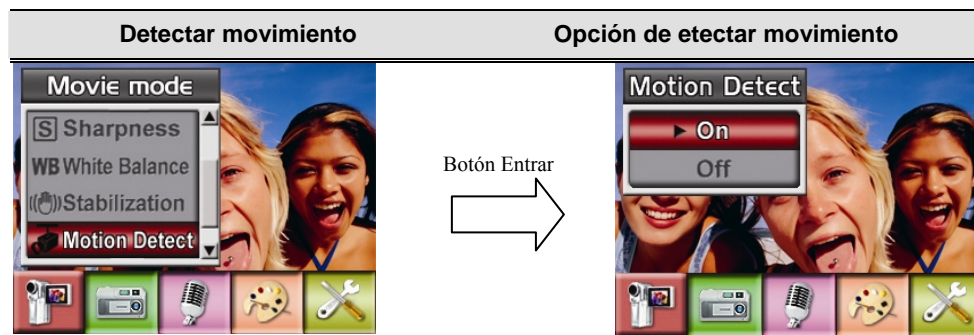 Detectar movimiento
Opción de etectar movimiento
Movie mode
S Sharpness
WB White Balance
Stabilization
Motion Detect
Botón Entrar
Motion Detect
On
Off